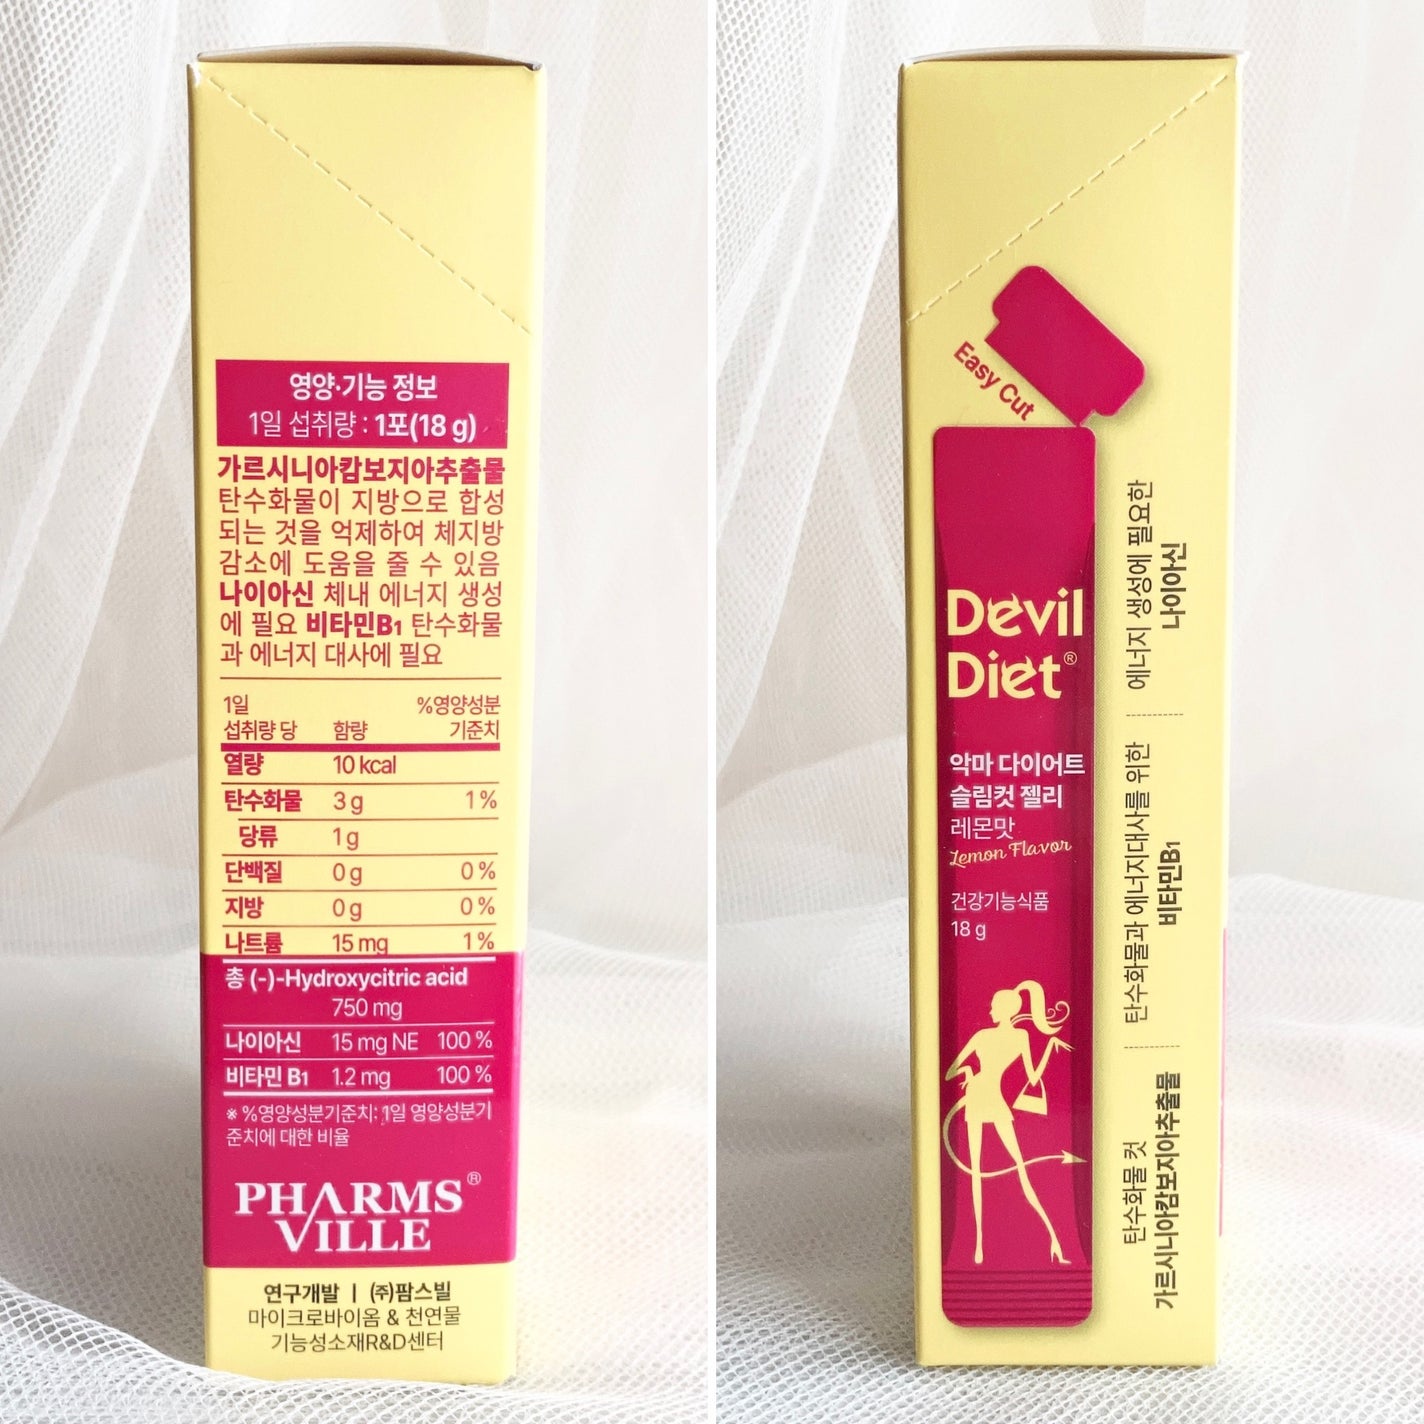 영양·기능 정보
1일 섭취량 : 1포(18 g)
가르시니아캄보지아추출물
탄수화물이 지방으로 합성
되는 것을 억제하여 체지방
감소에 도움을 줄 수 있음
나이아신 체내 에너지 생성
에 필요 비타민B1 탄수화물
과 에너지 대사에 필요
1일 %영양성분
섭취량 당 함량 기준치
열량 10 kcal
탄수화물 3 g 1 %
당류 1 g
단백질 0 g 0 %
지방 0 g 0 %
나트륨 15 mg 1 %
총 (-)-Hydroxycitric acid
750 mg
나이아신 15 mg NE 100 %
비타민 B1 1.2 mg 100 %
※ %영양성분기준치: 1일 영양성분기
준치에 대한 비율
PHARMS®
VILLE
연구개발 | (주)팜스빌
마이크로바이옴 & 천연물
기능성소재R&D센터
Easy Cut
Devil
Diet®
악마 다이어트
슬림컷 젤리
레몬맛
Lemon Flavor
건강기능식품
18 g
탄수화물 컷
가르시니아캄보지아추출물
탄수화물과 에너지대사를 위한
비타민B1
에너지 생성에 필요한
나이아신